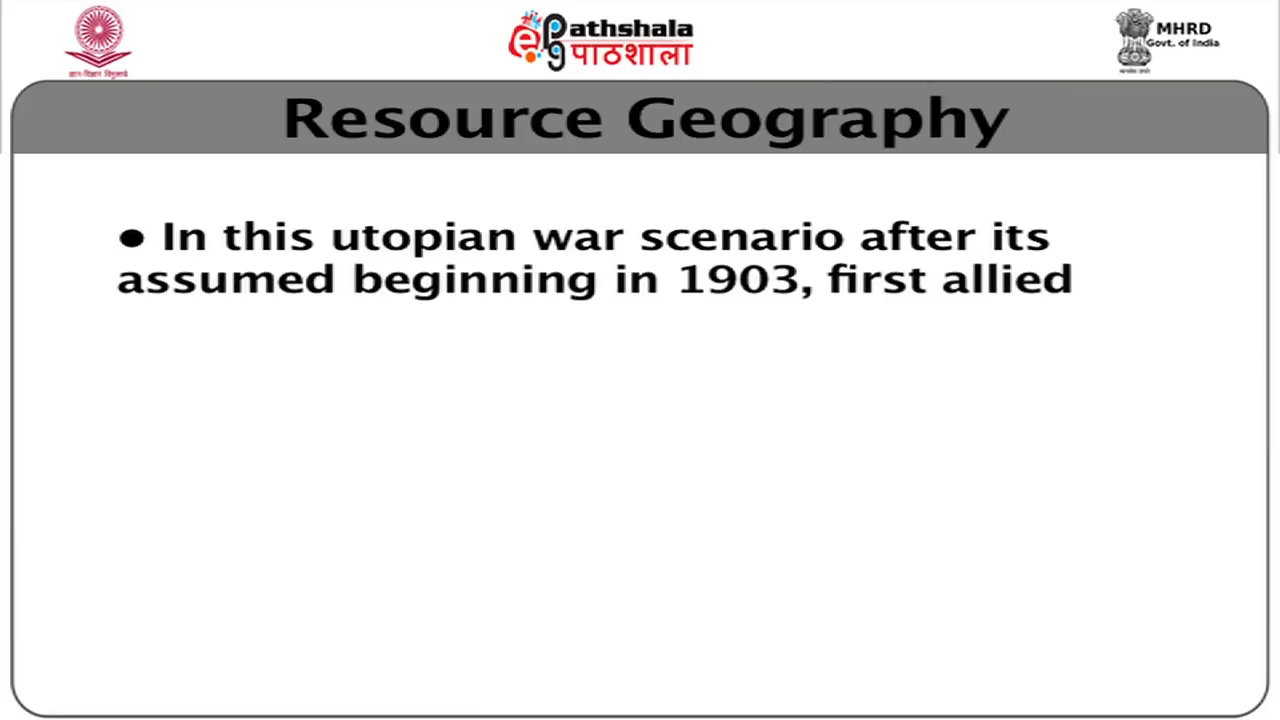 ePathshala
पाठशाला
MHRD
Govt. of India
Resource Geography
● In this utopian war scenario after its
assumed beginning in 1903, first allied